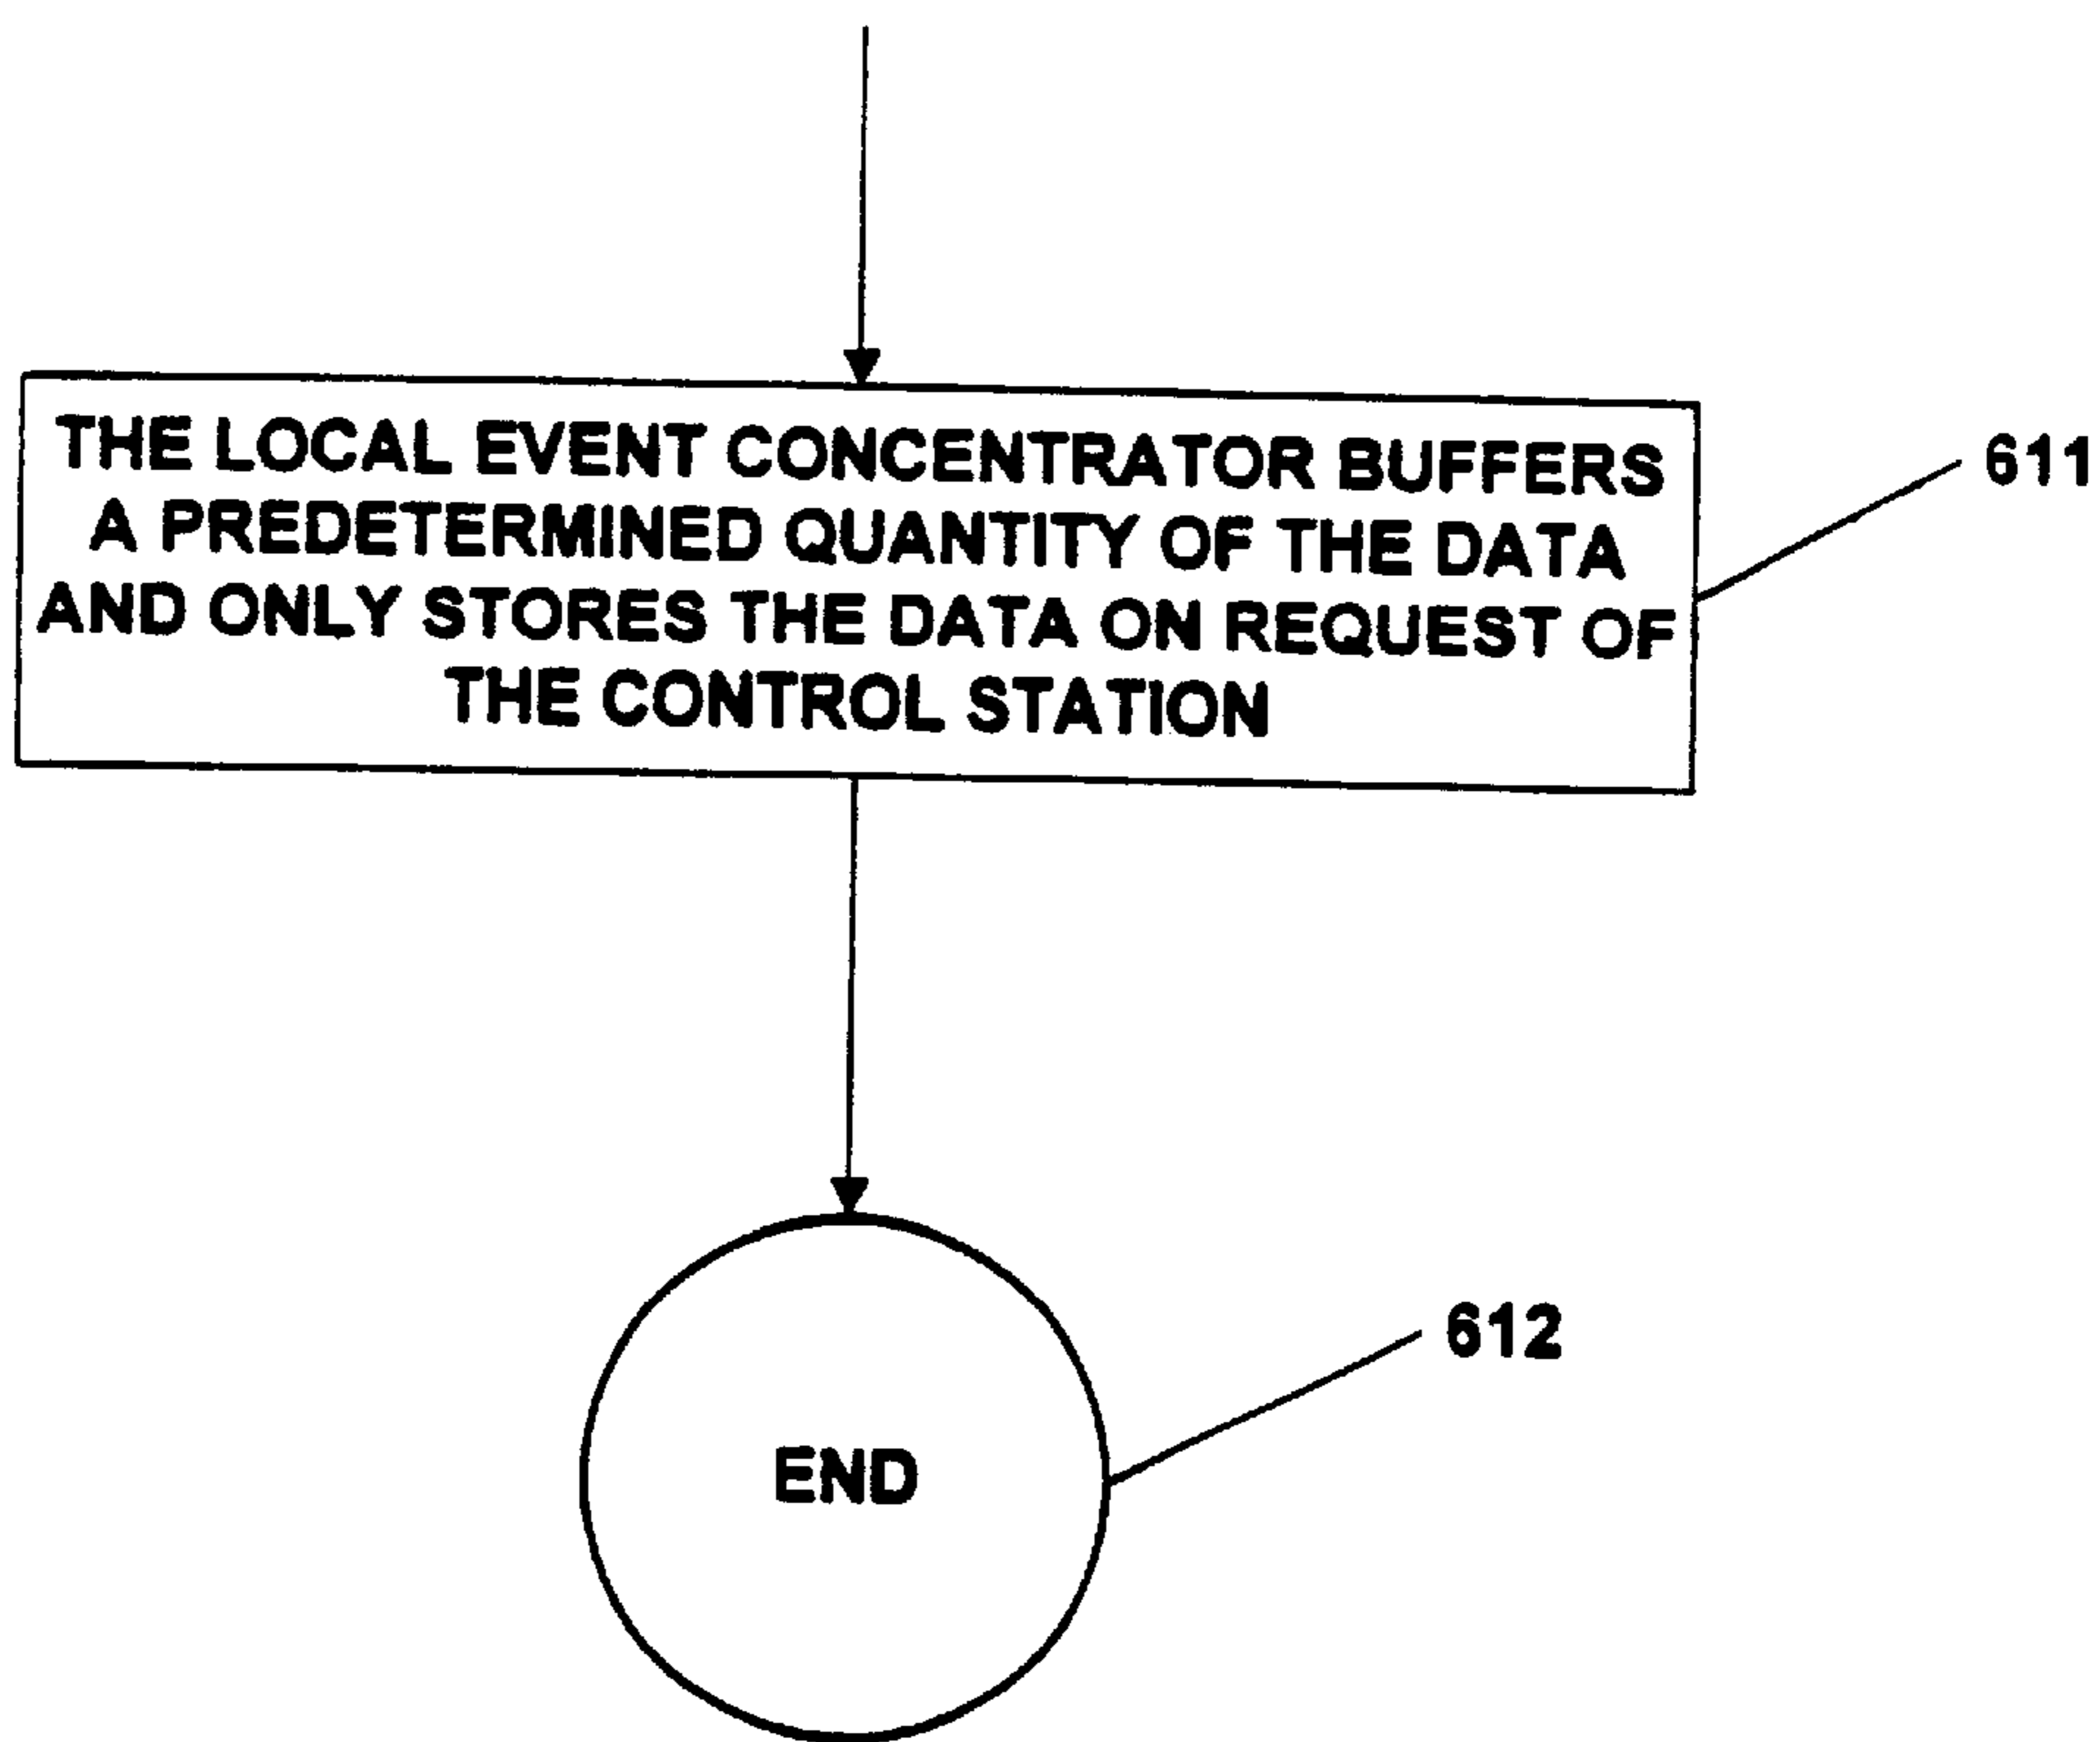 THE LOCAL EVENT CONCENTRATOR BUFFERS
A PREDETERMINED QUANTITY OF THE DATA
AND ONLY STORES THE DATA ON REQUEST OF
THE CONTROL STATION
611
612
END